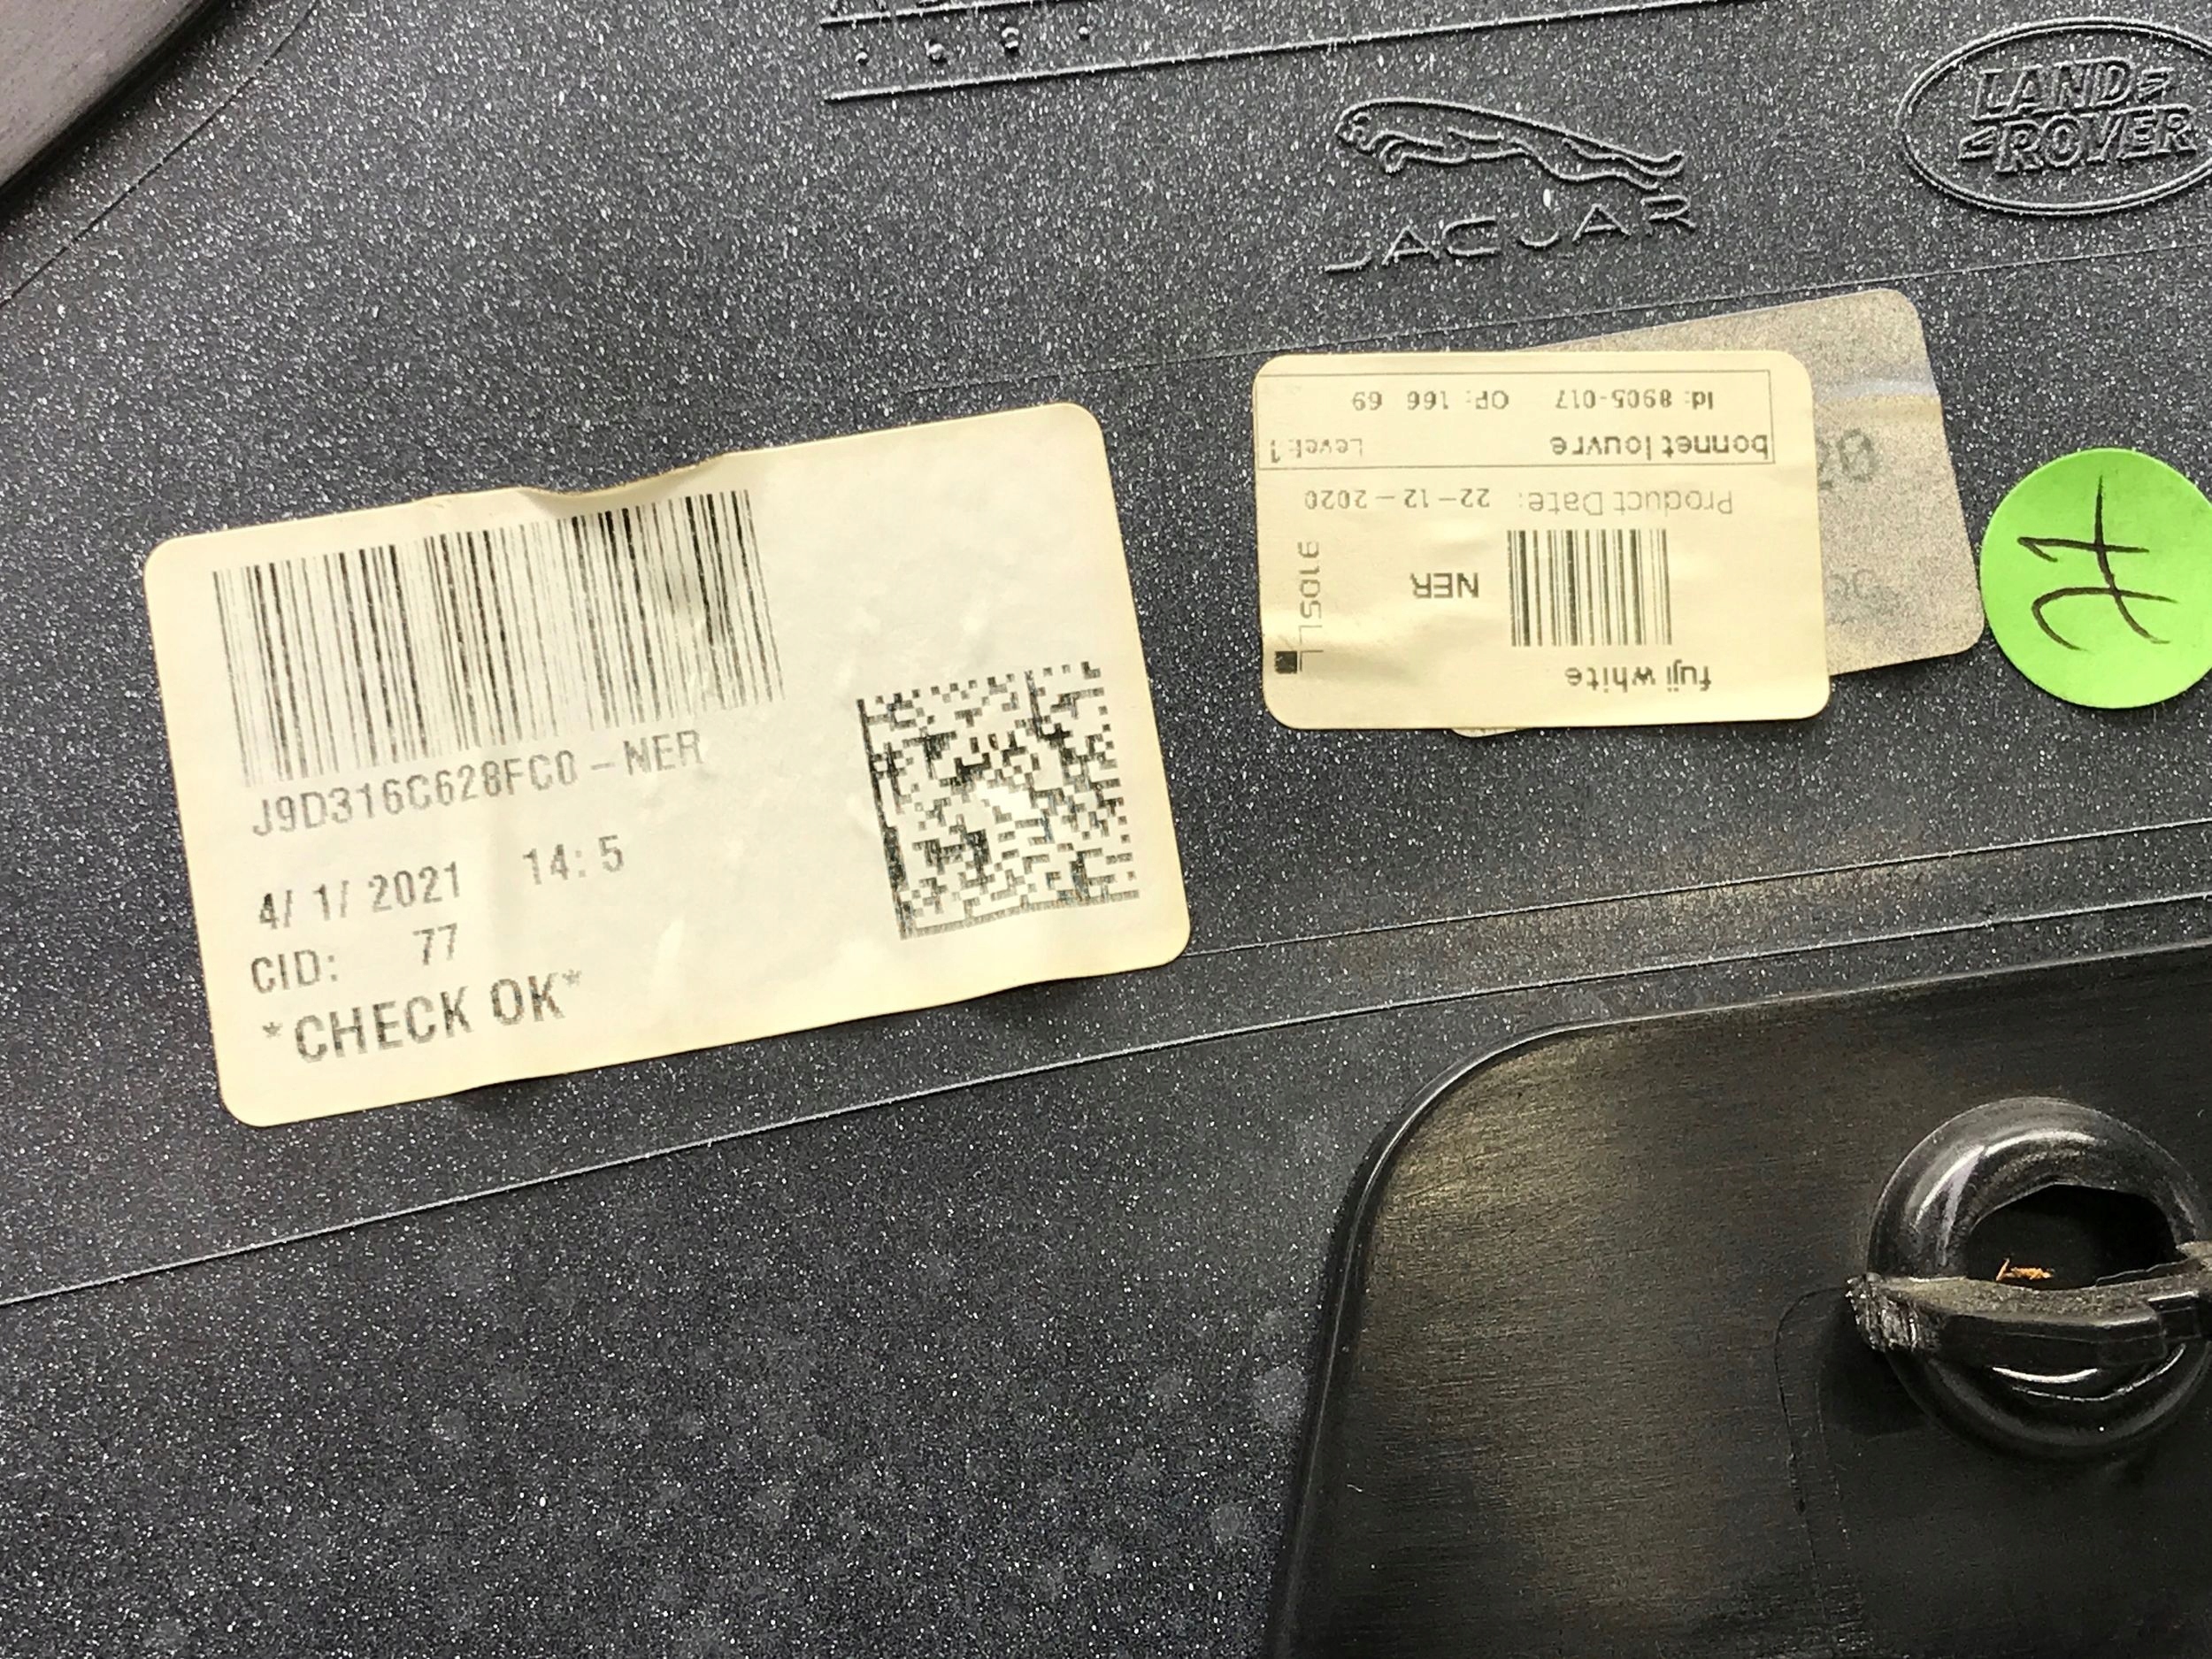 JAGUAR
LAND
ROVER
J9D316C628FC0 -NER
4/ 1/ 2021 14: 5
CID: 77
*CHECK OK*
fuji white
NER
Product Date: 22-12-2020
bonnet louvre Level:1
Id: 8905-017 OP: 166 69
20